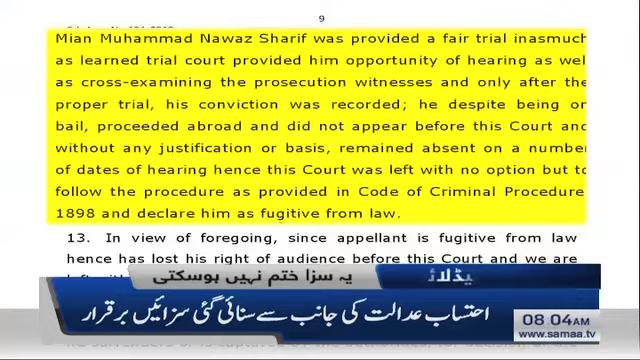 9
Mian Muhammad Nawaz Sharif was provided a fair trial inasmuch
as learned trial court provided him opportunity of hearing as well
as cross-examining the prosecution witnesses and only after the
proper trial, his conviction was recorded; he despite being on
bail, proceeded abroad and did not appear before this Court and
without any justification or basis, remained absent on a number
of dates of hearing hence this Court was left with no option but to
follow the procedure as provided in Code of Criminal Procedure
1898 and declare him as fugitive from law.
13. In view of foregoing, since appellant is fugitive from law
hence has lost his right of audience before this Court and we are
یہ سزا ختم نہیں ہوسکتی
احتساب عدالت کی جانب سے سنائی گئی سزائیں برقرار
08:04AM
www.samaa.tv